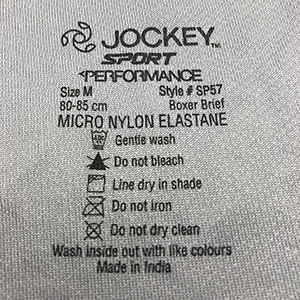 JOCKEY™
SPORT
PERFORMANCE
Size M Style # SP57
80-85 cm Boxer Brief
MICRO NYLON ELASTANE
Gentle wash
Do not bleach
Line dry in shade
Do not iron
Do not dry clean
Wash inside out with like colours
Made in India